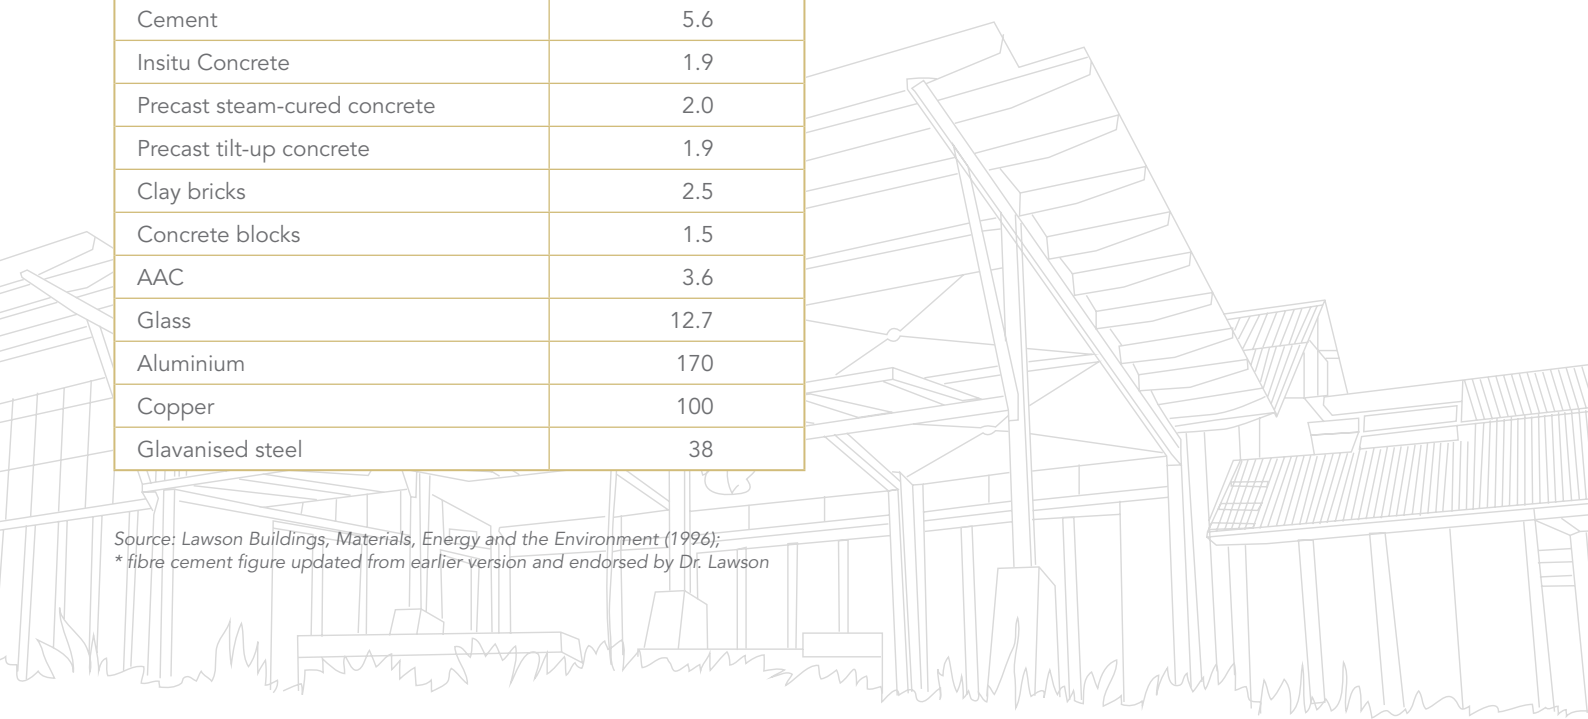 Cement 5.6
Insitu Concrete 1.9
Precast steam-cured concrete 2.0
Precast tilt-up concrete 1.9
Clay bricks 2.5
Concrete blocks 1.5
AAC 3.6
Glass 12.7
Aluminium 170
Copper 100
Glavanised steel 38
Source: Lawson Buildings, Materials, Energy and the Environment (1996);
* fibre cement figure updated from earlier version and endorsed by Dr. Lawson